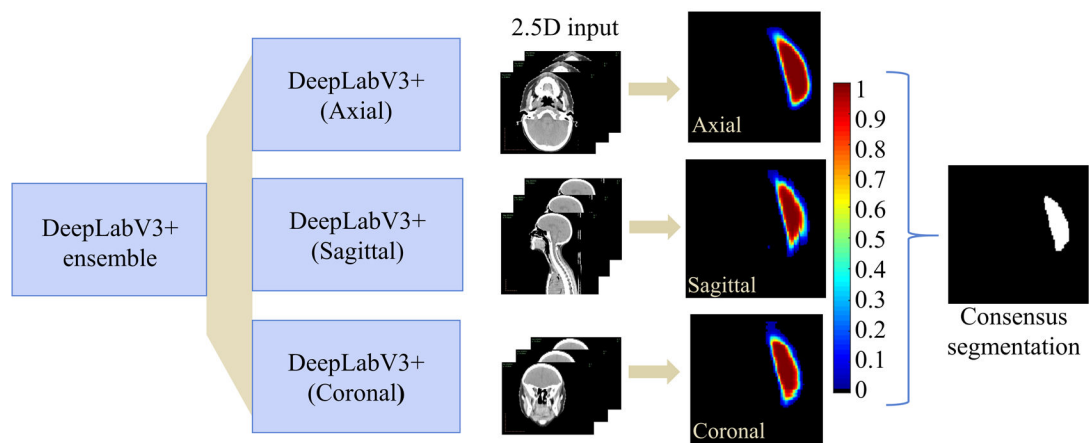 DeepLabV3+
ensemble
DeepLabV3+
(Axial)
DeepLabV3+
(Sagittal)
DeepLabV3+
(Coronal)
2.5D input
Axial
Sagittal
Coronal
1
0.9
0.8
0.7
0.6
0.5
0.4
0.3
0.2
0.1
0
Consensus
segmentation